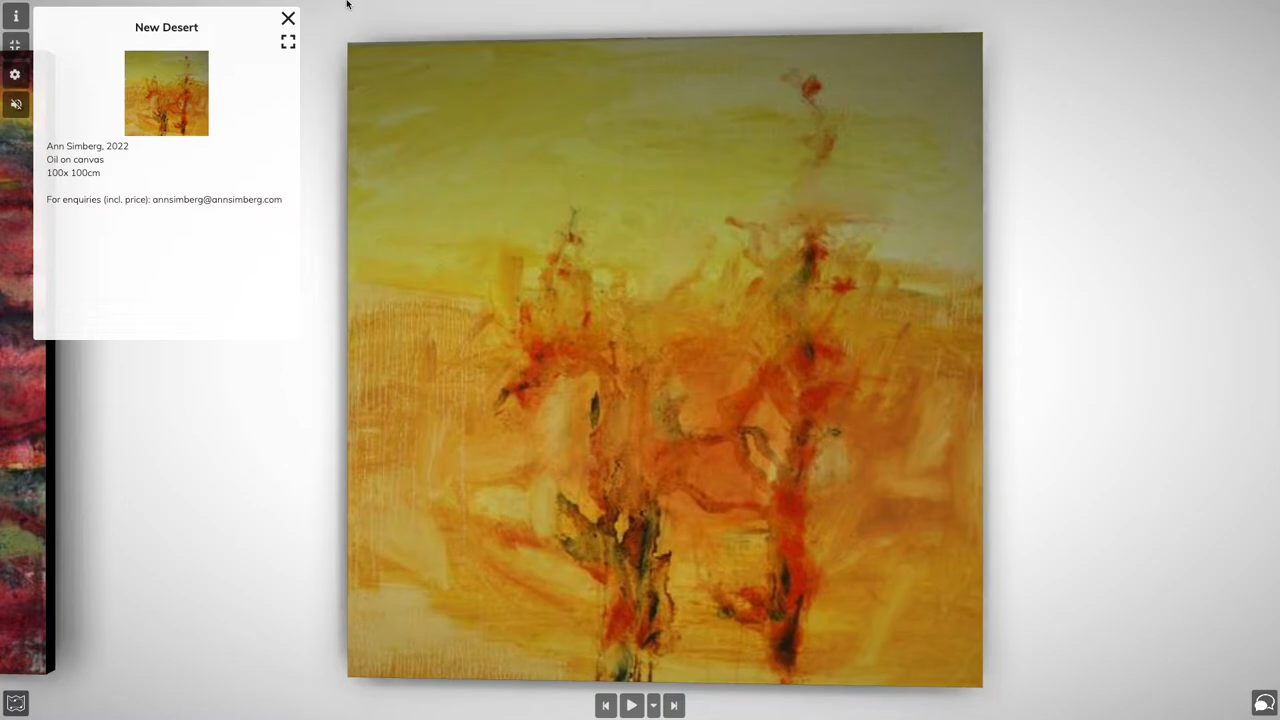 New Desert
Ann Simberg, 2022
Oil on canvas
100x 100cm
For enquiries (incl. price): annsimberg@annsimberg.com